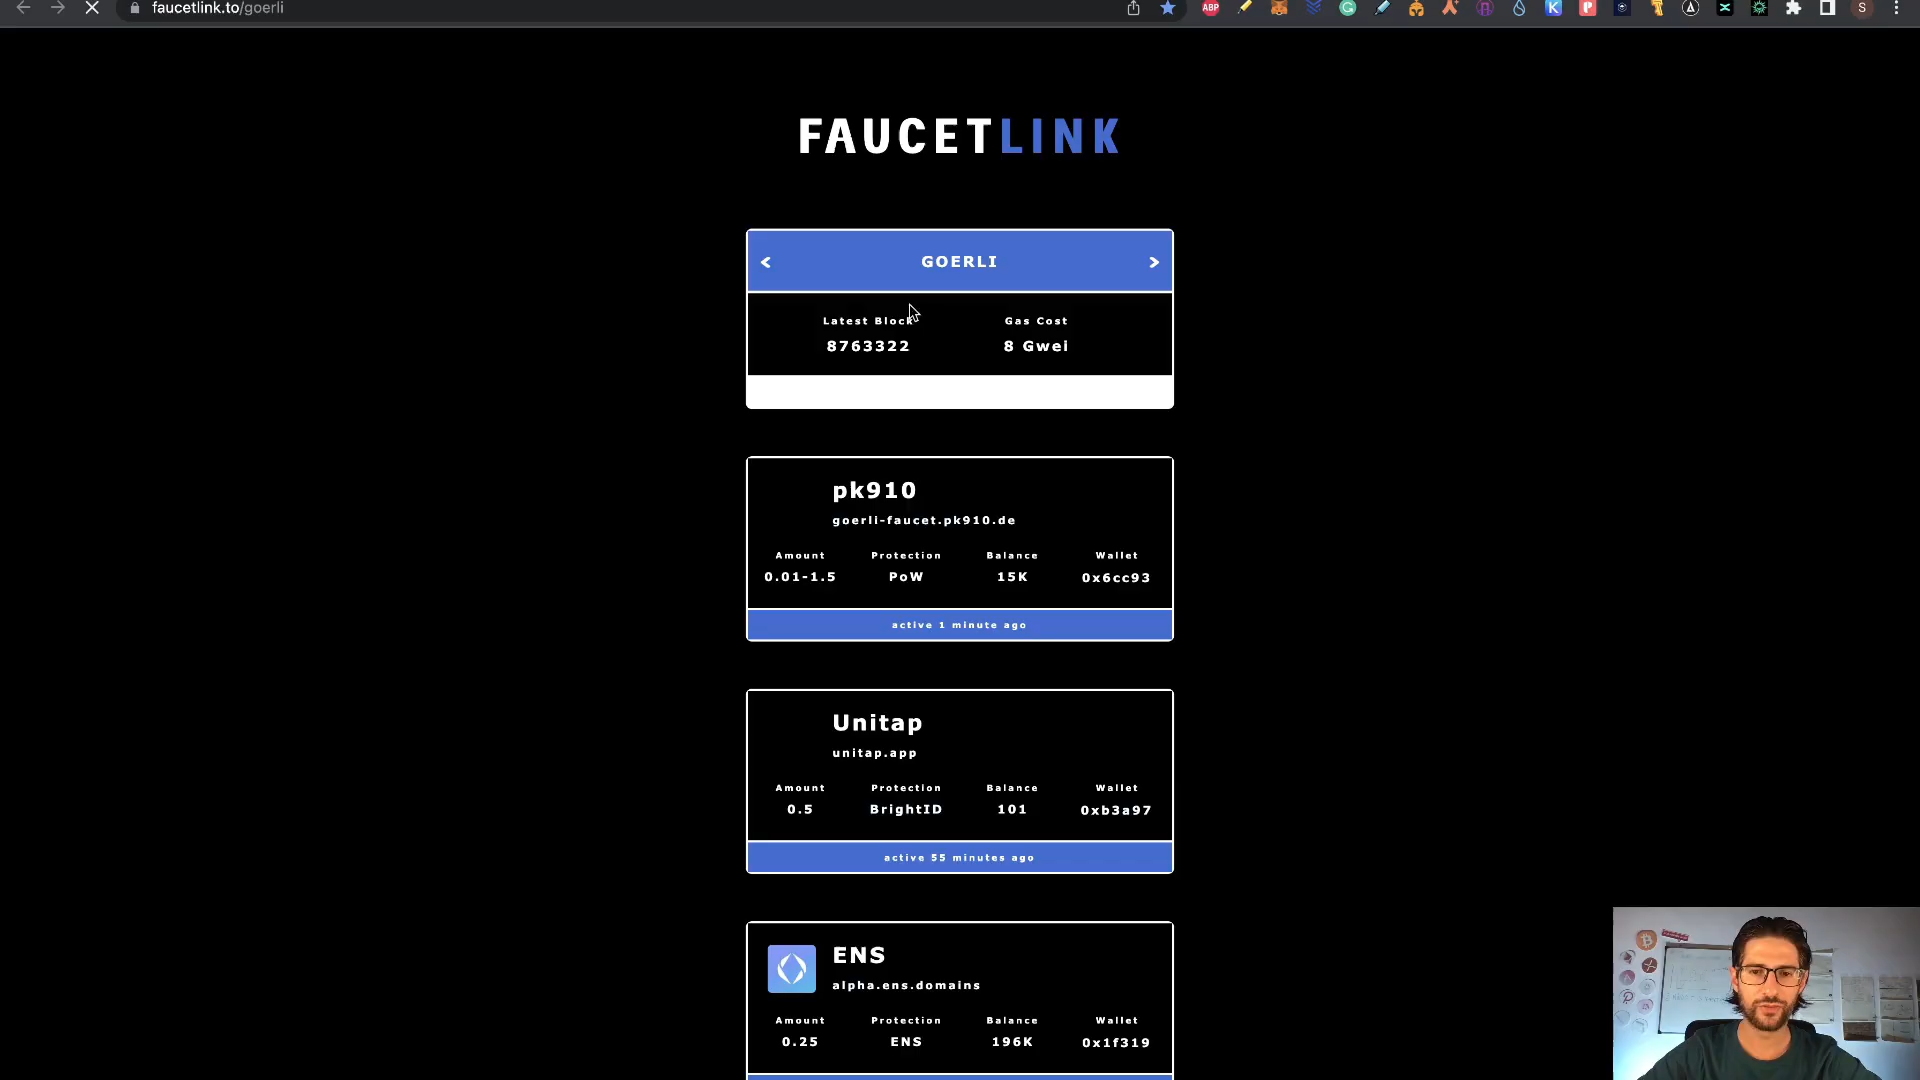 faucetlink.to/goerli
ABP
K
S
FAUCETLINK
< GOERLI >
Latest Block Gas Cost
8763322 8 Gwei
pk910
goerli-faucet.pk910.de
Amount Protection Balance Wallet
0.01-1.5 PoW 15K 0x6cc93
active 1 minute ago
Unitap
unitap.app
Amount Protection Balance Wallet
0.5 BrightID 101 0xb3a97
active 55 minutes ago
ENS
alpha.ens.domains
Amount Protection Balance Wallet
0.25 ENS 196K 0x1f319